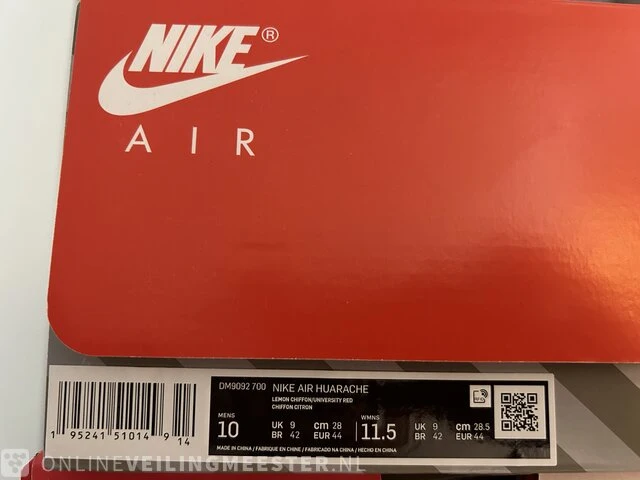 NIKE®
AIR
DM9092 700 NIKE AIR HUARACHE
LEMON CHIFFON/UNIVERSITY RED
CHIFFON CITRON
MENS
10
UK 9
BR 42
cm 28
EUR 44
WMNS
11.5
UK 9
BR 42
cm 28.5
EUR 44
RFID
MADE IN CHINA / FABRIQUE EN CHINE / FABRICADO NA CHINA / HECHO EN CHINA
1 95241 51014 9 14
ONLINEVEILINGMEESTER.NL